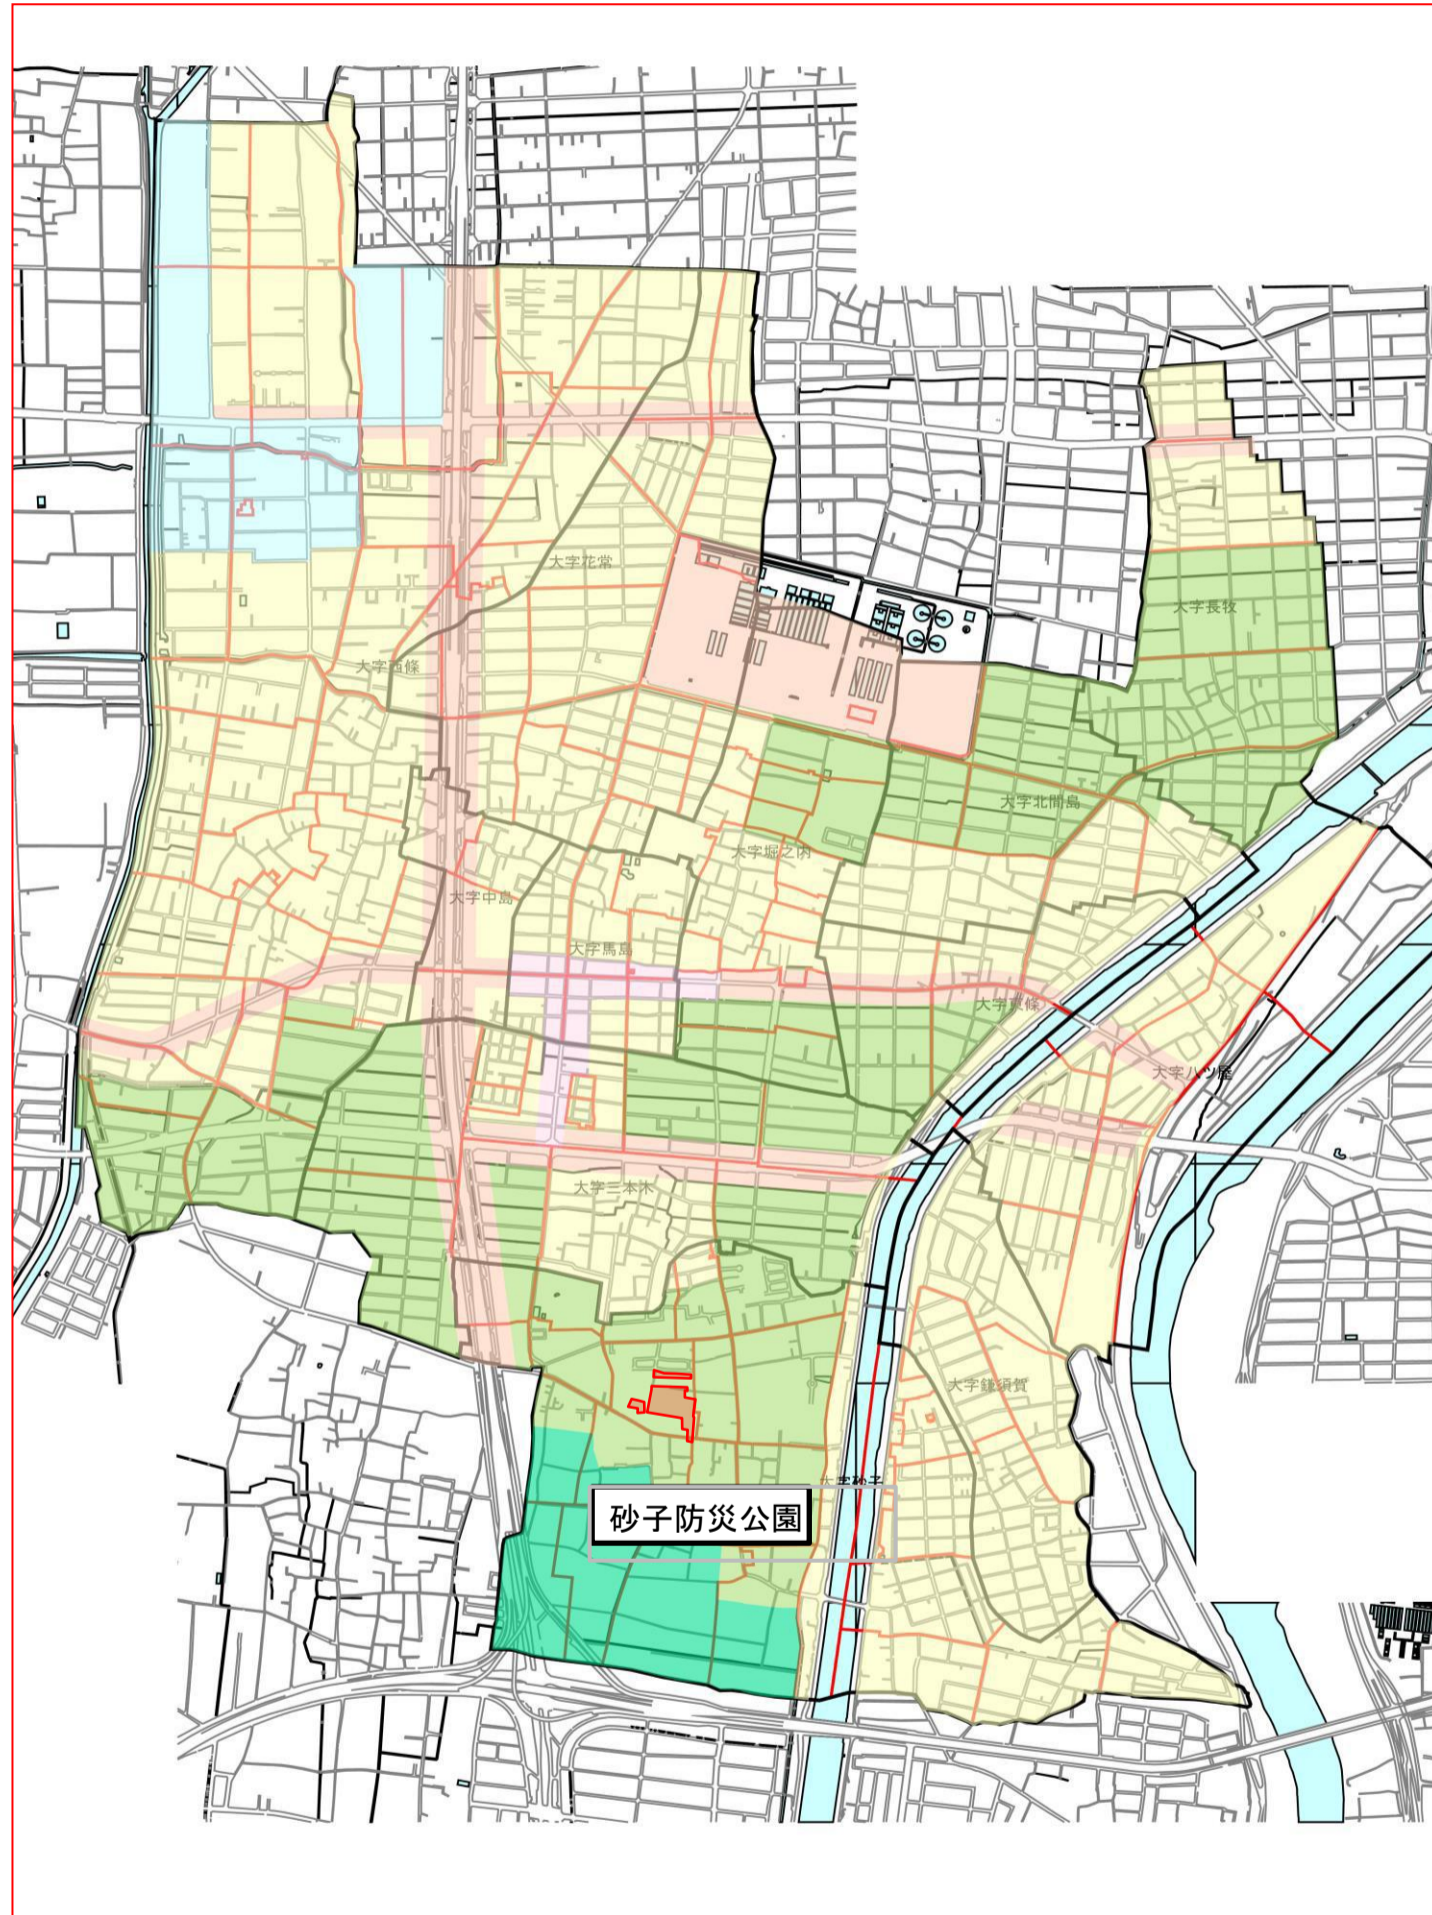 大字花常
大字長牧
大字西條
大字北間島
大字堀之内
大字中島
大字馬島
大字東條
大字八ツ屋
大字三本木
大字鎌須賀
大字砂子
砂子防災公園